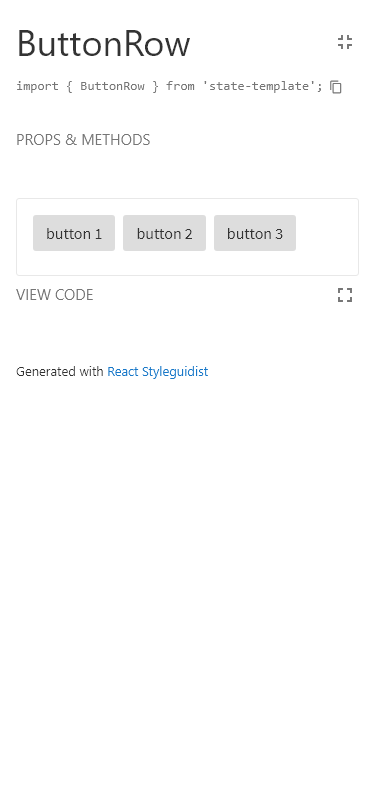 ButtonRow
import { ButtonRow } from 'state-template';
PROPS & METHODS
button 1 button 2 button 3
VIEW CODE
Generated with React Styleguidist